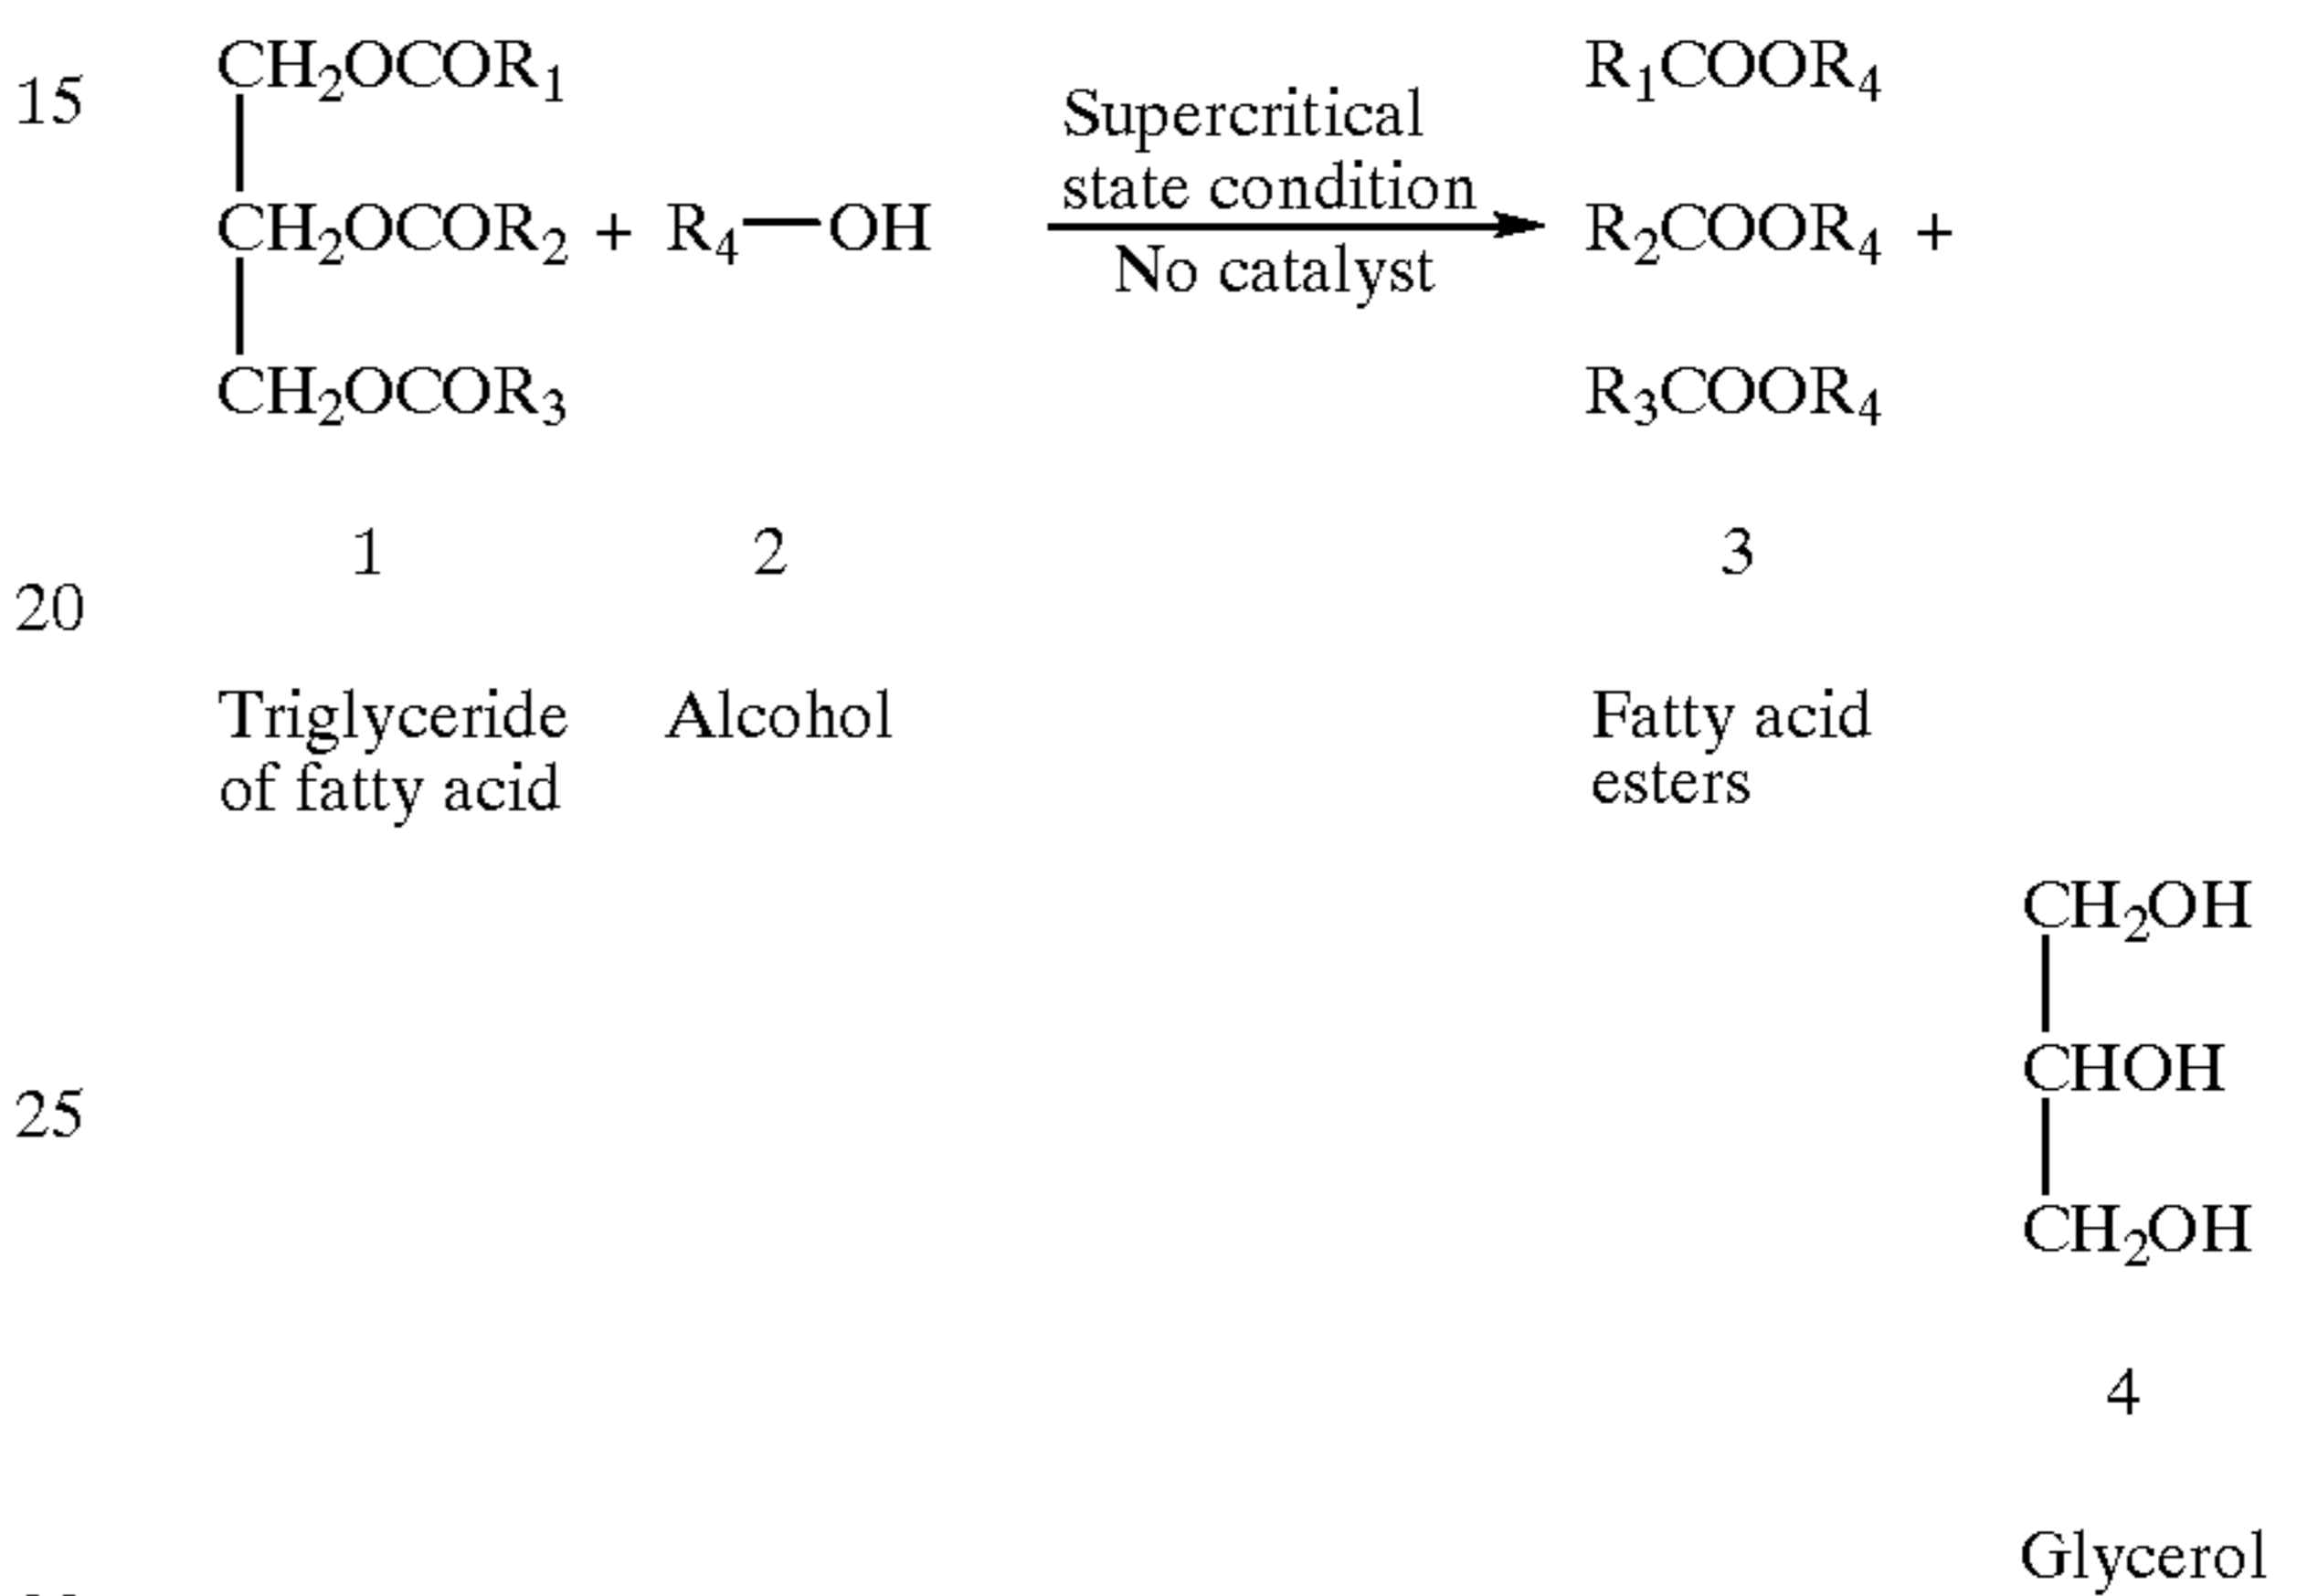 15
CH₂OCOR₁
Supercritical
state condition
R₁COOR₄
CH₂OCOR₂ + R₄—OH
No catalyst
R₂COOR₄ +
CH₂OCOR₃
R₃COOR₄
1 2 3
20
Triglyceride
of fatty acid
Alcohol
Fatty acid
esters
CH₂OH
25
CHOH
CH₂OH
4
Glycerol